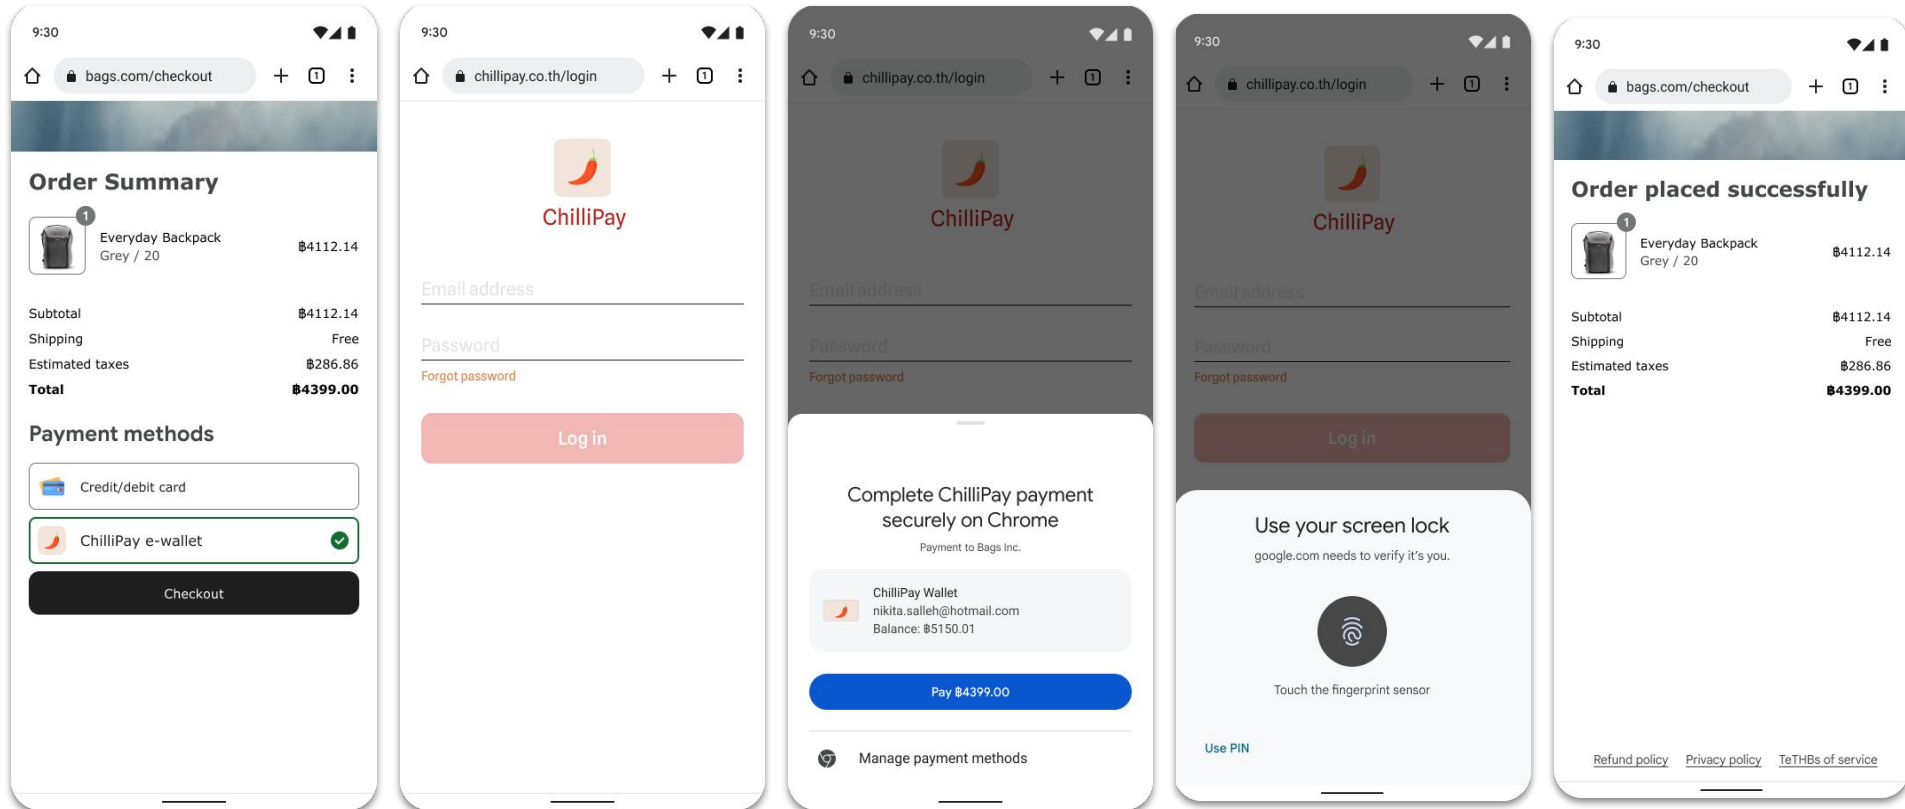 9:30
bags.com/checkout
1
Order Summary
1
Everyday Backpack
฿4112.14
Grey / 20
Subtotal
฿4112.14
Shipping
Free
Estimated taxes
฿286.86
Total
฿4399.00
Payment methods
Credit/debit card
ChilliPay e-wallet
Checkout
9:30
chillipay.co.th/login
1
ChilliPay
Email address
Password
Forgot password
Log in
9:30
chillipay.co.th/login
1
ChilliPay
Email address
Password
Forgot password
Complete ChilliPay payment
securely on Chrome
Payment to Bags Inc.
ChilliPay Wallet
nikita.salleh@hotmail.com
Balance: ฿5150.01
Pay ฿4399.00
Manage payment methods
9:30
chillipay.co.th/login
1
ChilliPay
Email address
Password
Forgot password
Log in
Use your screen lock
google.com needs to verify it's you.
Touch the fingerprint sensor
Use PIN
9:30
bags.com/checkout
1
Order placed successfully
1
Everyday Backpack
฿4112.14
Grey / 20
Subtotal
฿4112.14
Shipping
Free
Estimated taxes
฿286.86
Total
฿4399.00
Refund policy Privacy policy TeTHBs of service